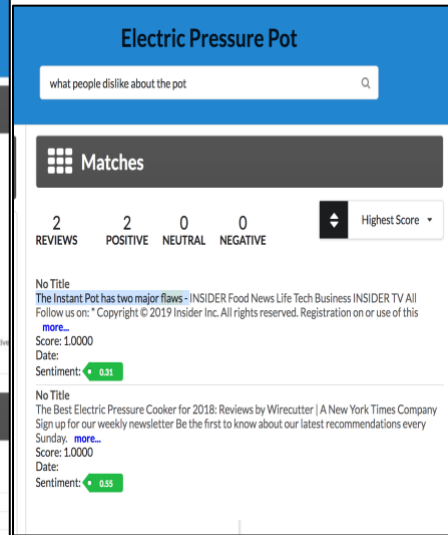 Electric Pressure Pot
what people dislike about the pot
Matches
2 2 0 0
REVIEWS POSITIVE NEUTRAL NEGATIVE
Highest Score
No Title
The Instant Pot has two major flaws - INSIDER Food News Life Tech Business INSIDER TV All
Follow us on: " Copyright © 2019 Insider Inc. All rights reserved. Registration on or use of this
more...
Score: 1.0000
Date:
Sentiment: 0.31
No Title
The Best Electric Pressure Cooker for 2018: Reviews by Wirecutter | A New York Times Company
Sign up for our weekly newsletter Be the first to know about our latest recommendations every
Sunday. more...
Score: 1.0000
Date:
Sentiment: 0.55